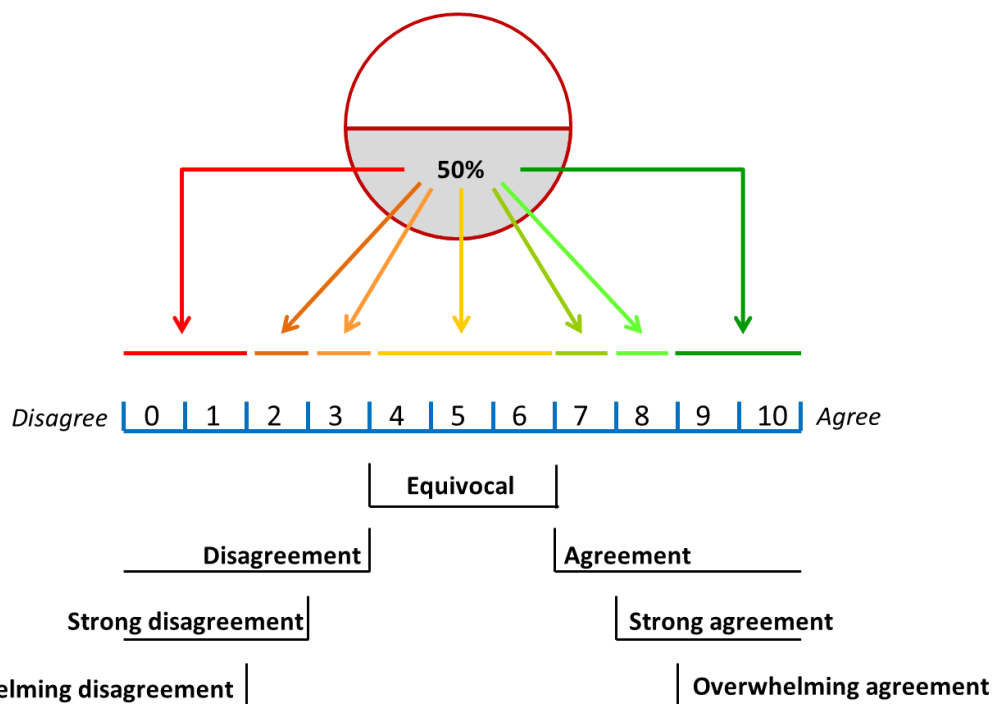 50%
Disagree 0 1 2 3 4 5 6 7 8 9 10 Agree
Equivocal
Disagreement Agreement
Strong disagreement Strong agreement
disagreement Overwhelming agreement